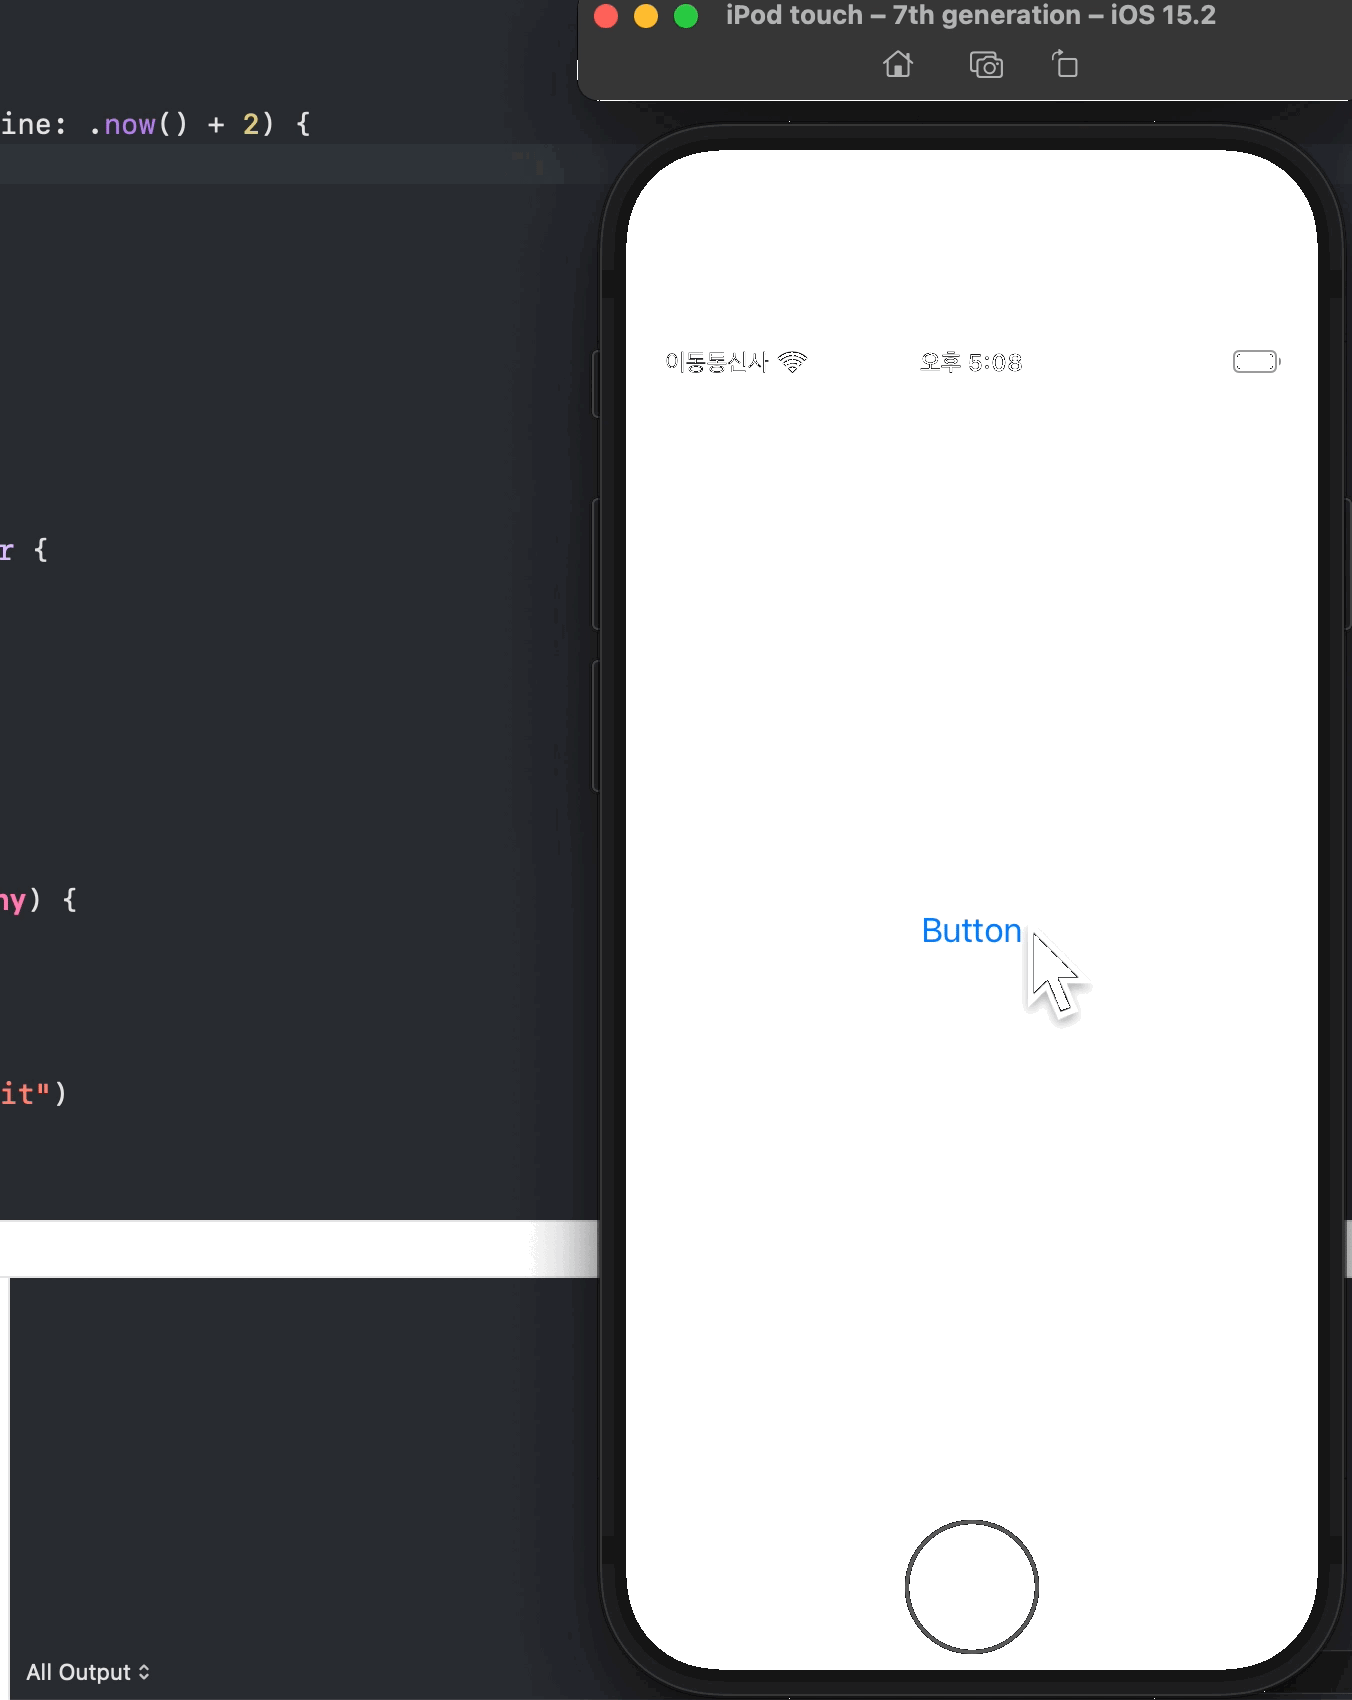 iPod touch – 7th generation – iOS 15.2
ine: .now() + 2) {
이동통신사 오후 5:08
r {
ny) {
Button
it")
All Output